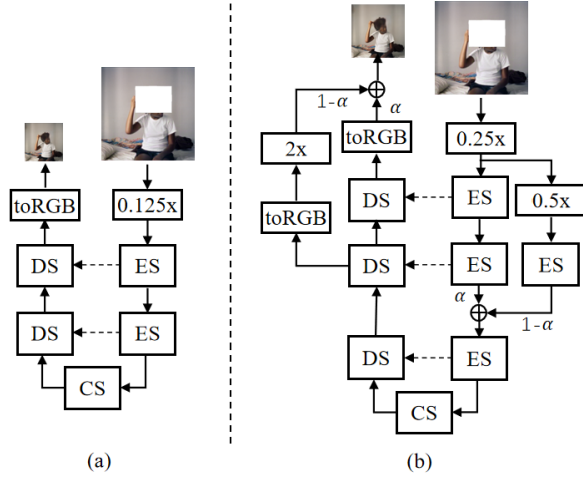 toRGB
0.125x
DS
ES
DS
ES
CS
(a)
1-α
α
2x
toRGB
0.25x
toRGB
DS
ES
0.5x
DS
ES
ES
α
1-α
DS
ES
CS
(b)